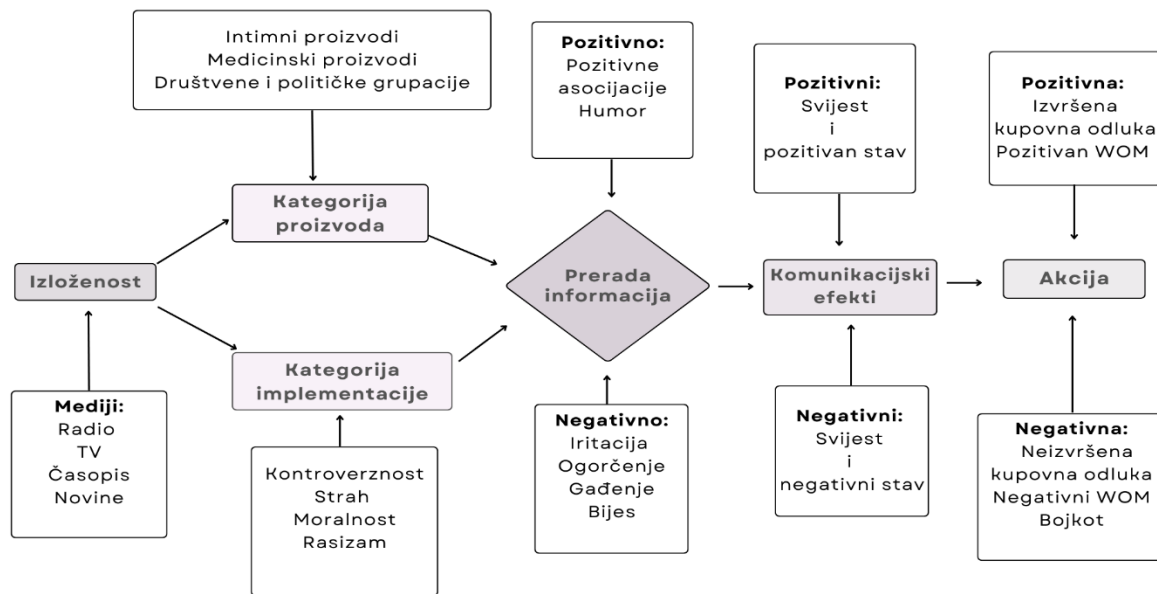 Intimni proizvodi
Medicinski proizvodi
Društvene i političke grupacije
Pozitivno:
Pozitivne
asocijacije
Humor
Pozitivni:
Svijest
i
pozitivan stav
Pozitivna:
Izvršena
kupovna odluka
Pozitivan WOM
Kategorija
proizvoda
Izloženost
Prerada
informacija
Komunikacijski
efekti
Akcija
Kategorija
implementacije
Mediji:
Radio
TV
Časopis
Novine
Kontroverznost
Strah
Moralnost
Rasizam
Negativno:
Iritacija
Ogorčenje
Gađenje
Bijes
Negativni:
Svijest
i
negativni stav
Negativna:
Neizvršena
kupovna odluka
Negativni WOM
Bojkot